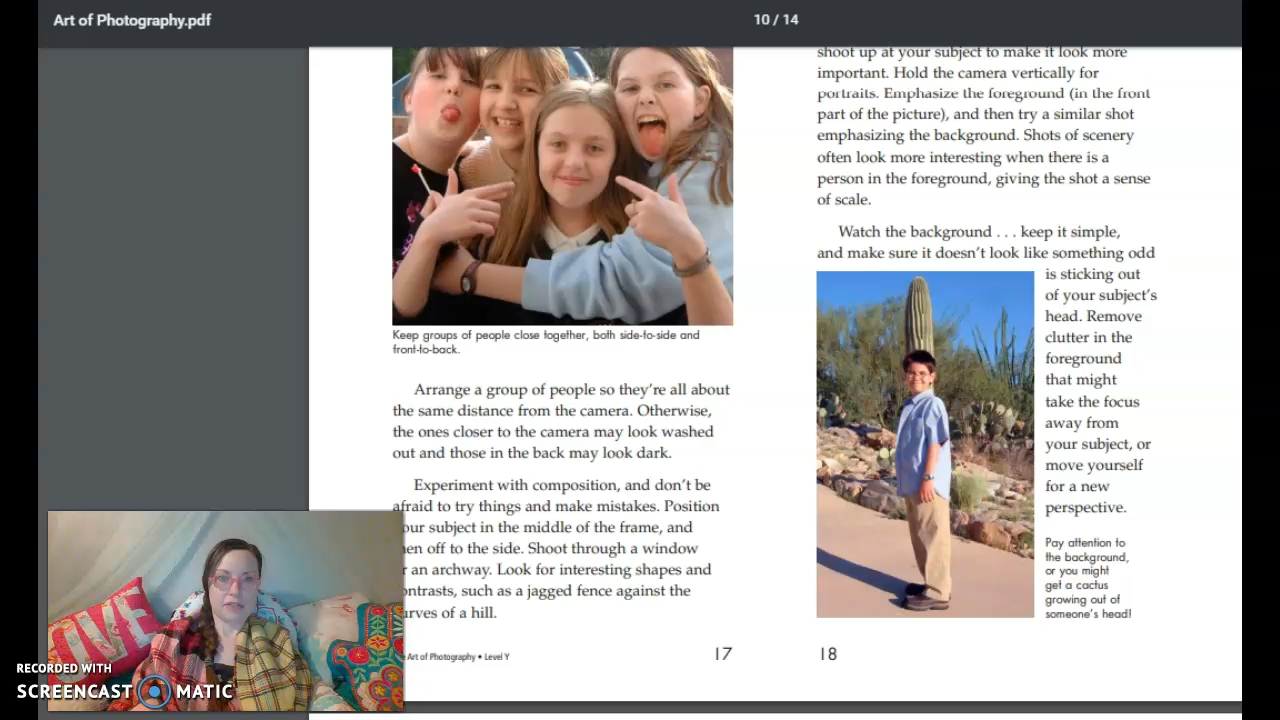 Art of Photography.pdf
10 / 14
Keep groups of people close together, both side-to-side and
front-to-back.
Arrange a group of people so they're all about
the same distance from the camera. Otherwise,
the ones closer to the camera may look washed
out and those in the back may look dark.
Experiment with composition, and don't be
afraid to try things and make mistakes. Position
your subject in the middle of the frame, and
then off to the side. Shoot through a window
or an archway. Look for interesting shapes and
contrasts, such as a jagged fence against the
curves of a hill.
Art of Photography • Level Y
17
shoot up at your subject to make it look more
important. Hold the camera vertically for
portraits. Emphasize the foreground (in the front
part of the picture), and then try a similar shot
emphasizing the background. Shots of scenery
often look more interesting when there is a
person in the foreground, giving the shot a sense
of scale.
Watch the background . . . keep it simple,
and make sure it doesn't look like something odd
is sticking out
of your subject's
head. Remove
clutter in the
foreground
that might
take the focus
away from
your subject, or
move yourself
for a new
perspective.
Pay attention to
the background,
or you might
get a cactus
growing out of
someone's head!
18
RECORDED WITH
SCREENCAST MATIC